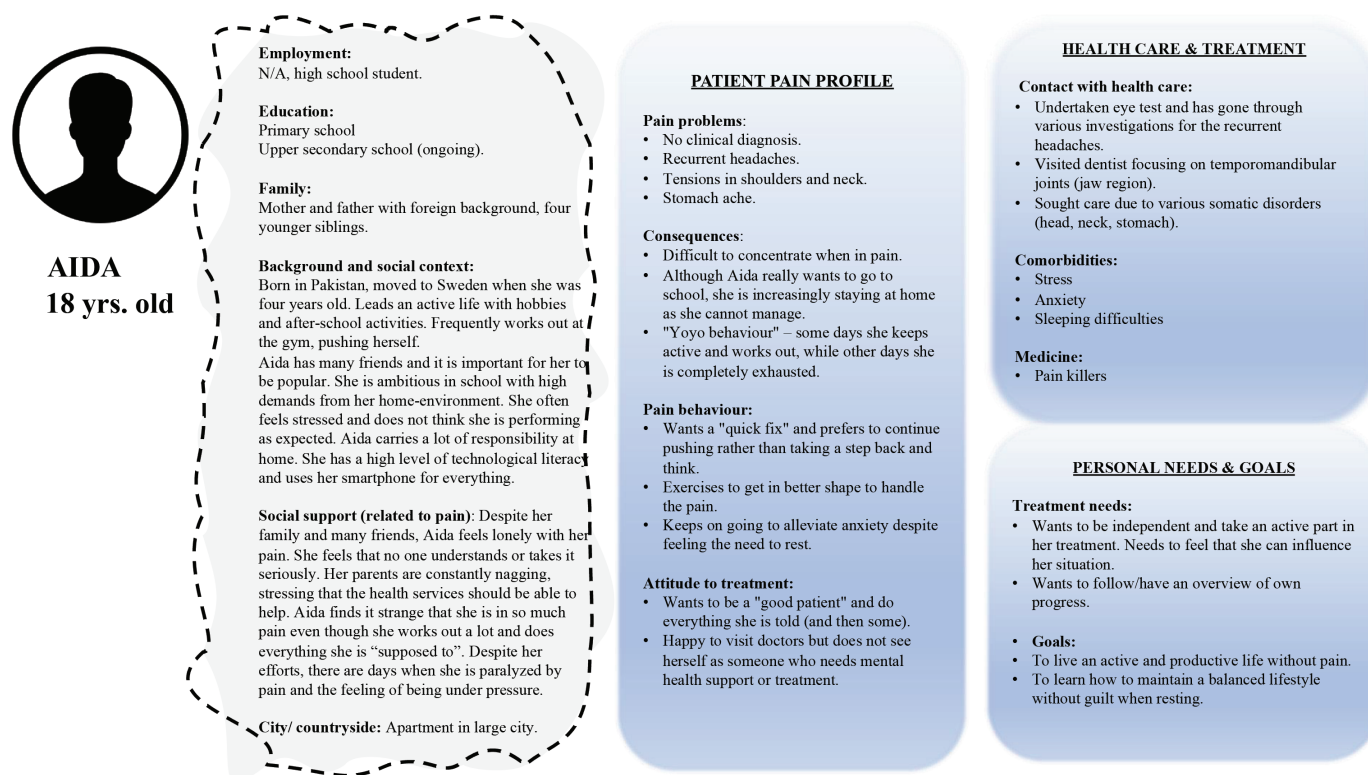 AIDA
18 yrs. old
Employment:
N/A, high school student.
Education:
Primary school
Upper secondary school (ongoing).
Family:
Mother and father with foreign background, four
younger siblings.
Background and social context:
Born in Pakistan, moved to Sweden when she was
four years old. Leads an active life with hobbies
and after-school activities. Frequently works out at
the gym, pushing herself.
Aida has many friends and it is important for her to
be popular. She is ambitious in school with high
demands from her home-environment. She often
feels stressed and does not think she is performing
as expected. Aida carries a lot of responsibility at
home. She has a high level of technological literacy
and uses her smartphone for everything.
Social support (related to pain): Despite her
family and many friends, Aida feels lonely with her
pain. She feels that no one understands or takes it
seriously. Her parents are constantly nagging,
stressing that the health services should be able to
help. Aida finds it strange that she is in so much
pain even though she works out a lot and does
everything she is “supposed to”. Despite her
efforts, there are days when she is paralyzed by
pain and the feeling of being under pressure.
City/ countryside: Apartment in large city.
PATIENT PAIN PROFILE
Pain problems:
• No clinical diagnosis.
• Recurrent headaches.
• Tensions in shoulders and neck.
• Stomach ache.
Consequences:
• Difficult to concentrate when in pain.
• Although Aida really wants to go to
school, she is increasingly staying at home
as she cannot manage.
• "Yoyo behaviour" – some days she keeps
active and works out, while other days she
is completely exhausted.
Pain behaviour:
• Wants a "quick fix" and prefers to continue
pushing rather than taking a step back and
think.
• Exercises to get in better shape to handle
the pain.
• Keeps on going to alleviate anxiety despite
feeling the need to rest.
Attitude to treatment:
• Wants to be a "good patient" and do
everything she is told (and then some).
• Happy to visit doctors but does not see
herself as someone who needs mental
health support or treatment.
HEALTH CARE & TREATMENT
Contact with health care:
• Undertaken eye test and has gone through
various investigations for the recurrent
headaches.
• Visited dentist focusing on temporomandibular
joints (jaw region).
• Sought care due to various somatic disorders
(head, neck, stomach).
Comorbidities:
• Stress
• Anxiety
• Sleeping difficulties
Medicine:
• Pain killers
PERSONAL NEEDS & GOALS
Treatment needs:
• Wants to be independent and take an active part in
her treatment. Needs to feel that she can influence
her situation.
• Wants to follow/have an overview of own
progress.
• Goals:
• To live an active and productive life without pain.
• To learn how to maintain a balanced lifestyle
without guilt when resting.